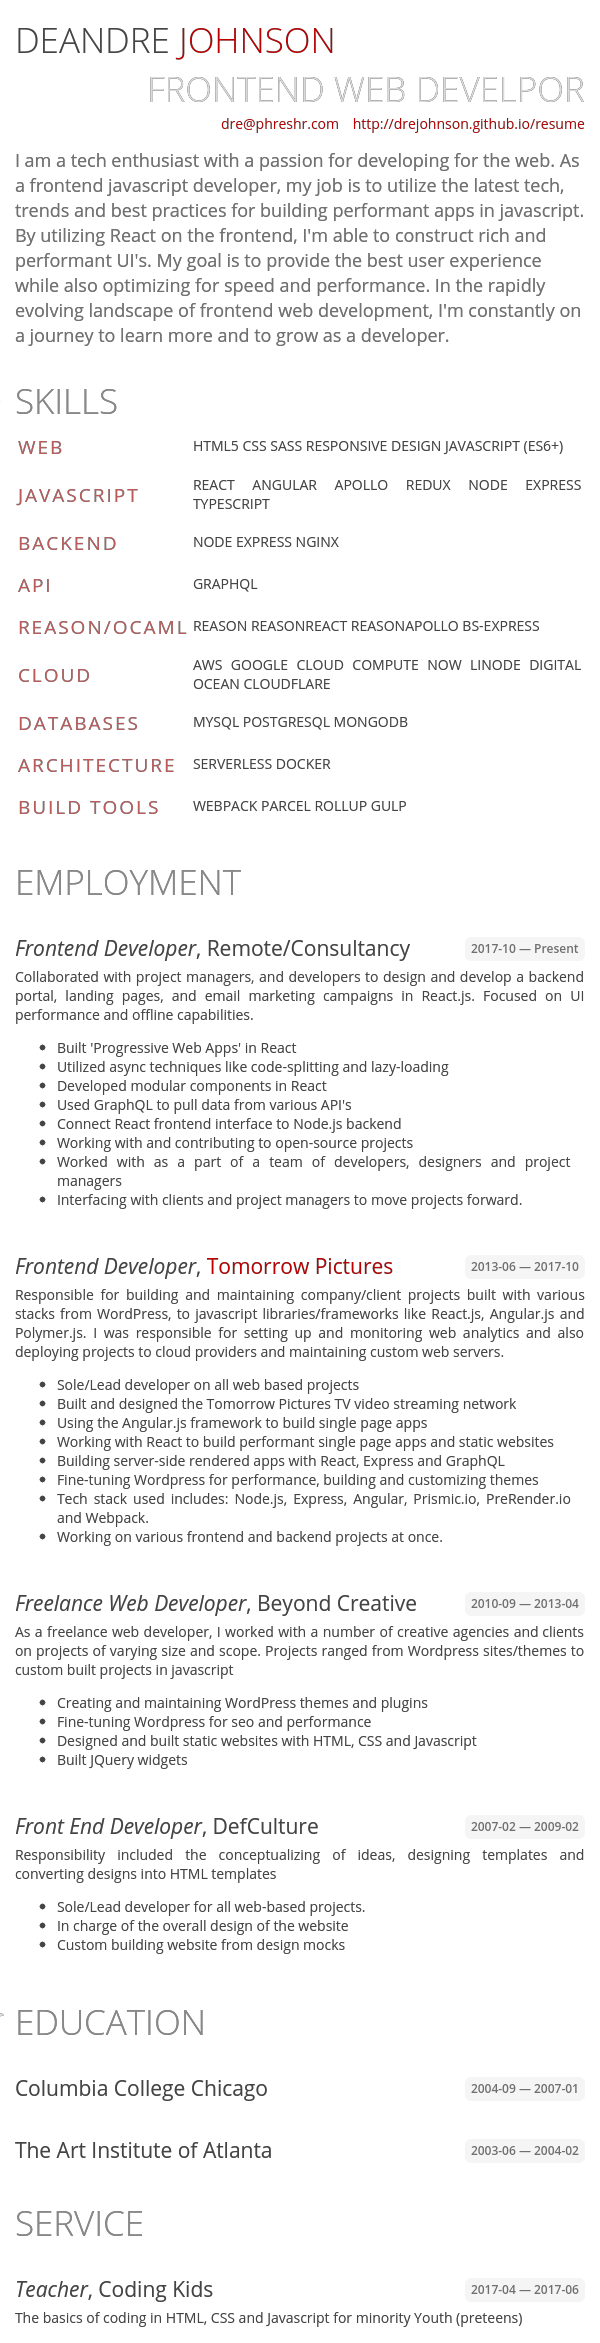 DEANDRE JOHNSON
FRONTEND WEB DEVELPOR
dre@phreshr.com http://drejohnson.github.io/resume
I am a tech enthusiast with a passion for developing for the web. As
a frontend javascript developer, my job is to utilize the latest tech,
trends and best practices for building performant apps in javascript.
By utilizing React on the frontend, I'm able to construct rich and
performant UI's. My goal is to provide the best user experience
while also optimizing for speed and performance. In the rapidly
evolving landscape of frontend web development, I'm constantly on
a journey to learn more and to grow as a developer.
SKILLS
WEB HTML5 CSS SASS RESPONSIVE DESIGN JAVASCRIPT (ES6+)
JAVASCRIPT REACT ANGULAR APOLLO REDUX NODE EXPRESS
TYPESCRIPT
BACKEND NODE EXPRESS NGINX
API GRAPHQL
REASON/OCAML REASON REASONREACT REASONAPOLLO BS-EXPRESS
CLOUD AWS GOOGLE CLOUD COMPUTE NOW LINODE DIGITAL
OCEAN CLOUDFLARE
DATABASES MYSQL POSTGRESQL MONGODB
ARCHITECTURE SERVERLESS DOCKER
BUILD TOOLS WEBPACK PARCEL ROLLUP GULP
EMPLOYMENT
Frontend Developer, Remote/Consultancy 2017-10 — Present
Collaborated with project managers, and developers to design and develop a backend
portal, landing pages, and email marketing campaigns in React.js. Focused on UI
performance and offline capabilities.
• Built 'Progressive Web Apps' in React
• Utilized async techniques like code-splitting and lazy-loading
• Developed modular components in React
• Used GraphQL to pull data from various API's
• Connect React frontend interface to Node.js backend
• Working with and contributing to open-source projects
• Worked with as a part of a team of developers, designers and project
managers
• Interfacing with clients and project managers to move projects forward.
Frontend Developer, Tomorrow Pictures 2013-06 — 2017-10
Responsible for building and maintaining company/client projects built with various
stacks from WordPress, to javascript libraries/frameworks like React.js, Angular.js and
Polymer.js. I was responsible for setting up and monitoring web analytics and also
deploying projects to cloud providers and maintaining custom web servers.
• Sole/Lead developer on all web based projects
• Built and designed the Tomorrow Pictures TV video streaming network
• Using the Angular.js framework to build single page apps
• Working with React to build performant single page apps and static websites
• Building server-side rendered apps with React, Express and GraphQL
• Fine-tuning Wordpress for performance, building and customizing themes
• Tech stack used includes: Node.js, Express, Angular, Prismic.io, PreRender.io
and Webpack.
• Working on various frontend and backend projects at once.
Freelance Web Developer, Beyond Creative 2010-09 — 2013-04
As a freelance web developer, I worked with a number of creative agencies and clients
on projects of varying size and scope. Projects ranged from Wordpress sites/themes to
custom built projects in javascript
• Creating and maintaining WordPress themes and plugins
• Fine-tuning Wordpress for seo and performance
• Designed and built static websites with HTML, CSS and Javascript
• Built JQuery widgets
Front End Developer, DefCulture 2007-02 — 2009-02
Responsibility included the conceptualizing of ideas, designing templates and
converting designs into HTML templates
• Sole/Lead developer for all web-based projects.
• In charge of the overall design of the website
• Custom building website from design mocks
EDUCATION
Columbia College Chicago 2004-09 — 2007-01
The Art Institute of Atlanta 2003-06 — 2004-02
SERVICE
Teacher, Coding Kids 2017-04 — 2017-06
The basics of coding in HTML, CSS and Javascript for minority Youth (preteens)